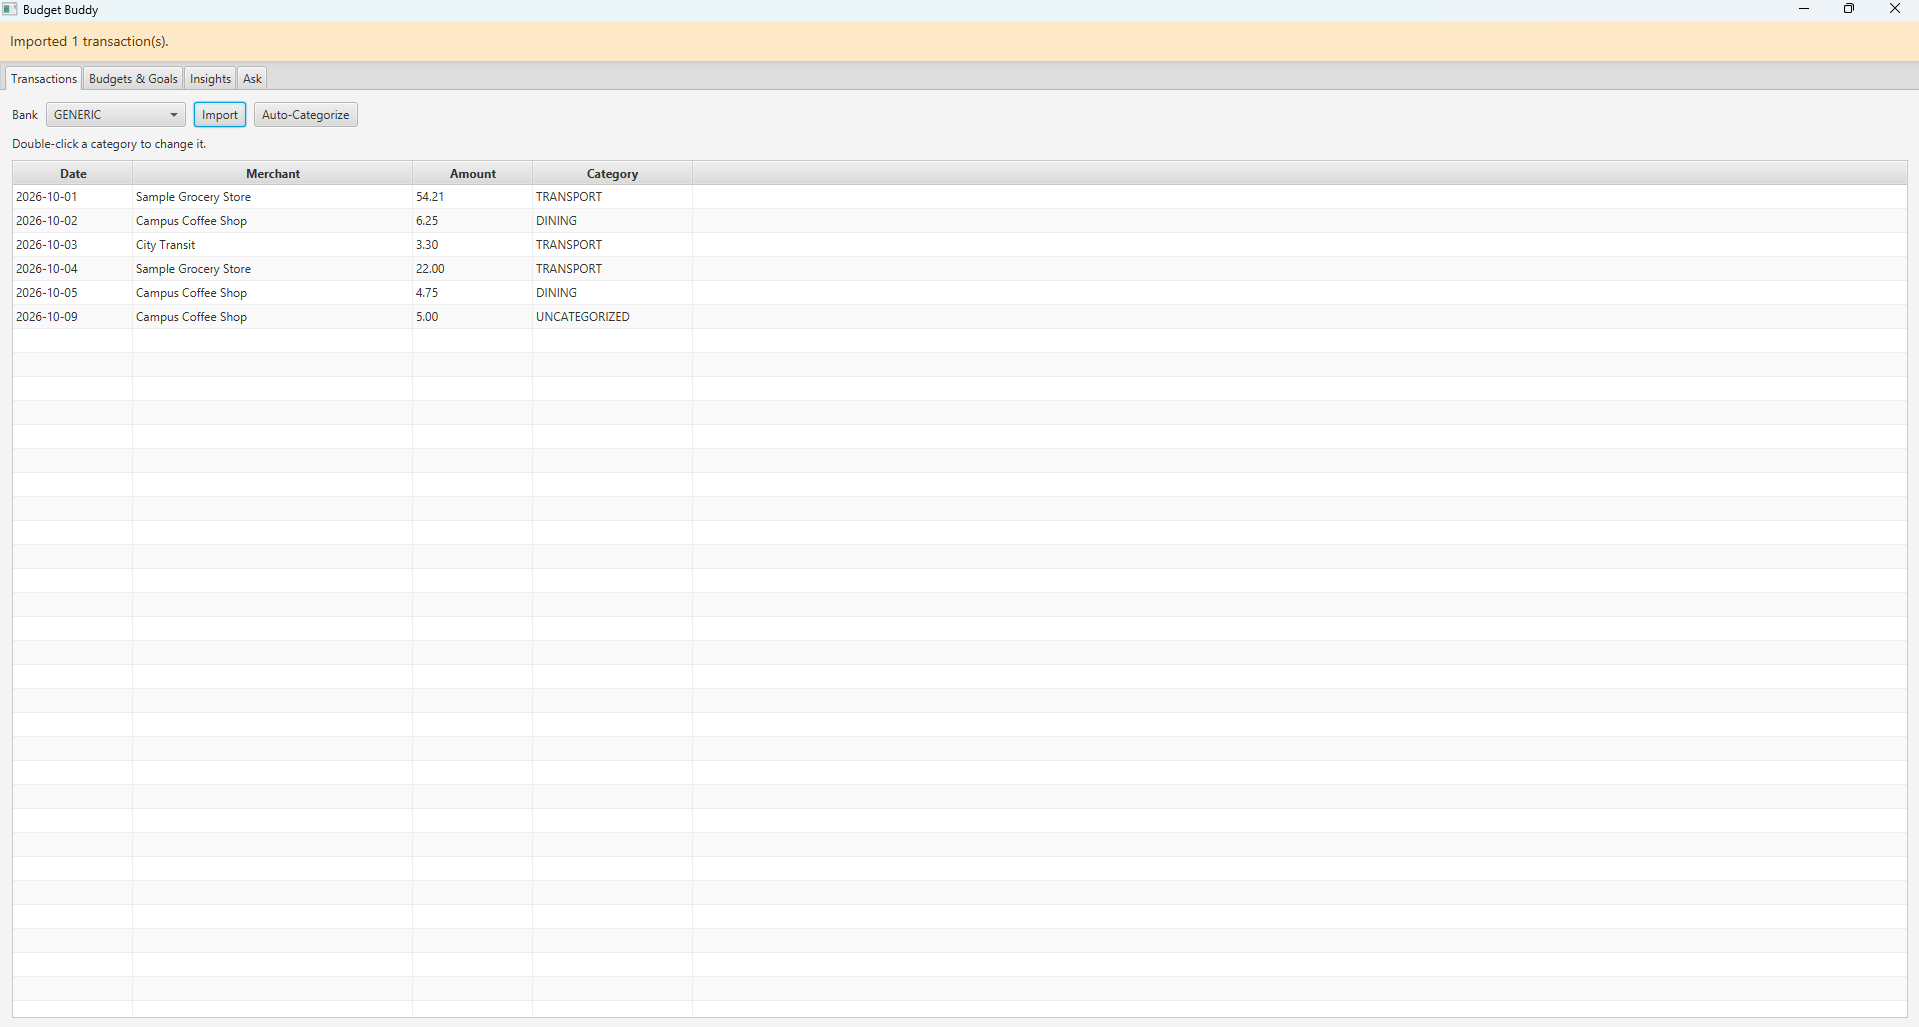 Budget Buddy
Imported 1 transaction(s).
Transactions Budgets & Goals Insights Ask
Bank GENERIC Import Auto-Categorize
Double-click a category to change it.
Date Merchant Amount Category
2026-10-01 Sample Grocery Store 54.21 TRANSPORT
2026-10-02 Campus Coffee Shop 6.25 DINING
2026-10-03 City Transit 3.30 TRANSPORT
2026-10-04 Sample Grocery Store 22.00 TRANSPORT
2026-10-05 Campus Coffee Shop 4.75 DINING
2026-10-09 Campus Coffee Shop 5.00 UNCATEGORIZED